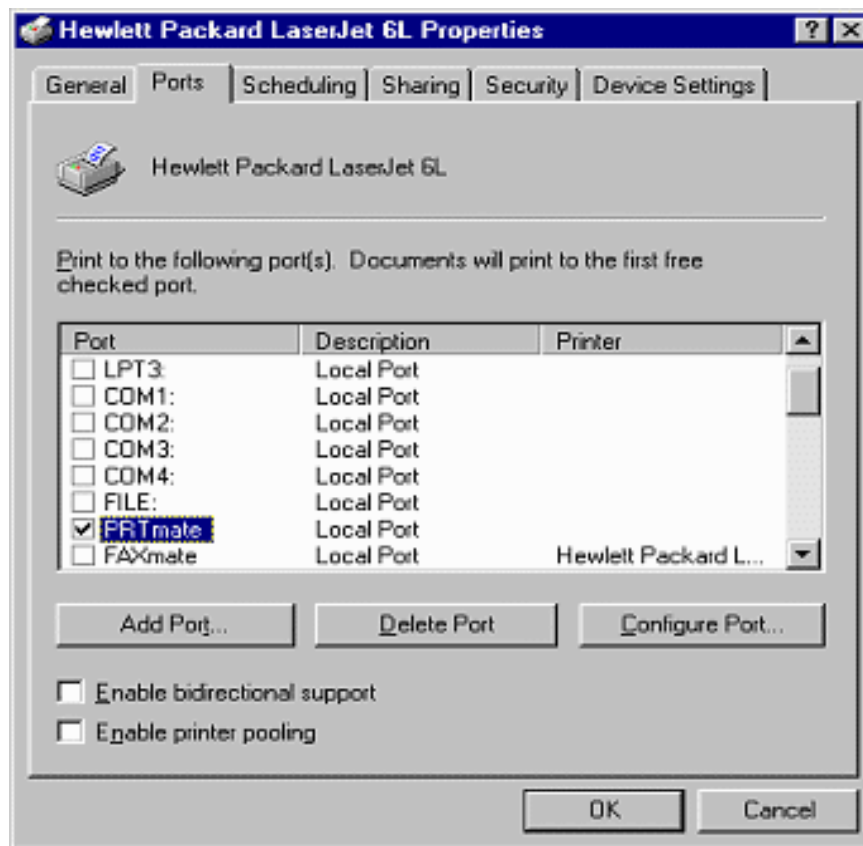 Hewlett Packard LaserJet 6L Properties
General Ports Scheduling Sharing Security Device Settings
Hewlett Packard LaserJet 6L
Print to the following port(s). Documents will print to the first free
checked port.
Port Description Printer
LPT3: Local Port
COM1: Local Port
COM2: Local Port
COM3: Local Port
COM4: Local Port
FILE: Local Port
PRTmate Local Port
FAXmate Local Port Hewlett Packard L...
Add Port... Delete Port Configure Port...
Enable bidirectional support
Enable printer pooling
OK Cancel